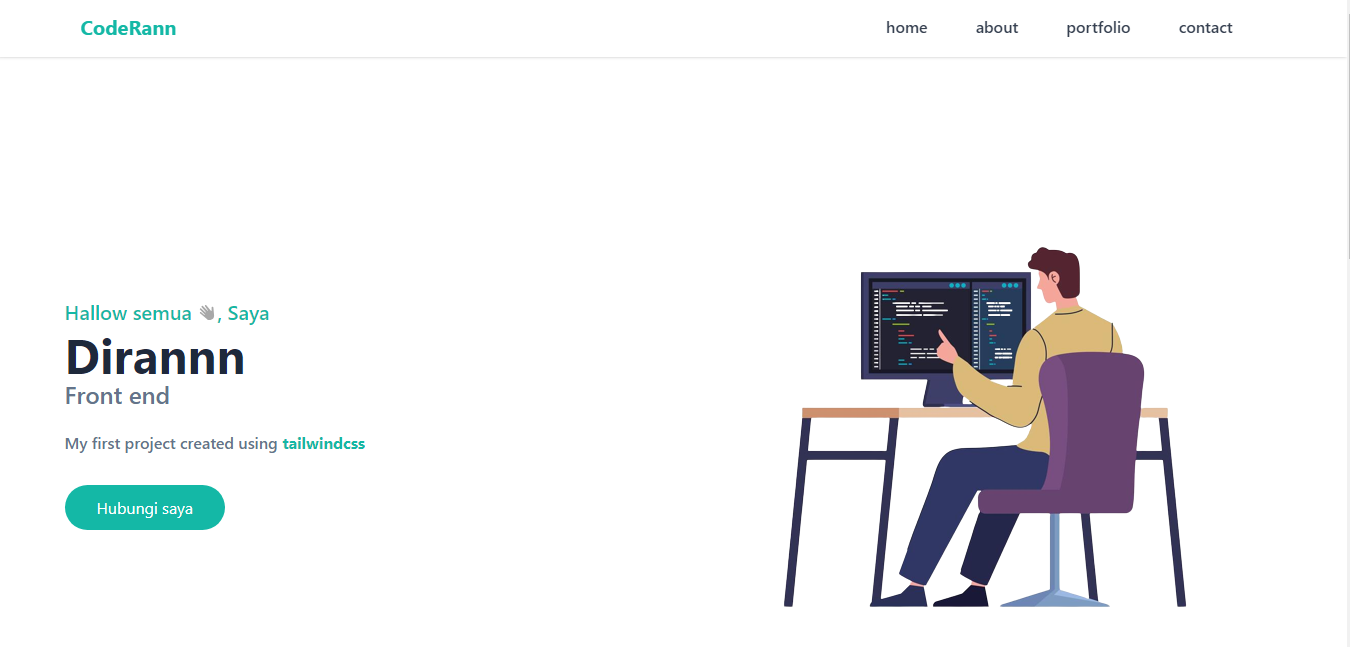 CodeRann home about portfolio contact
Hallow semua 👋, Saya
Dirannn
Front end
My first project created using tailwindcss
Hubungi saya